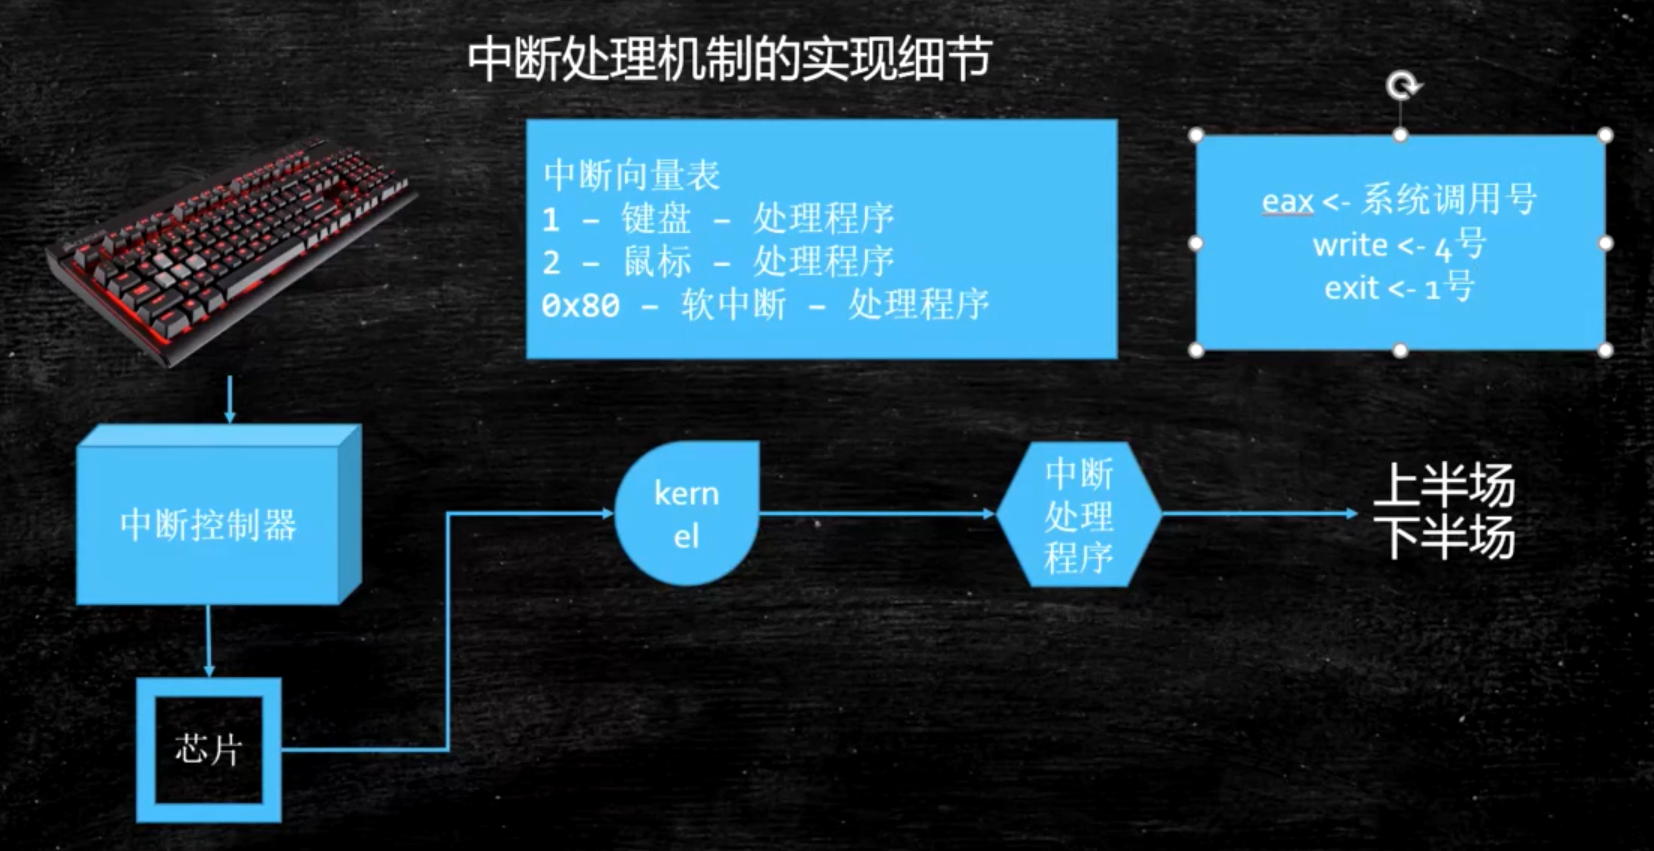 中断处理机制的实现细节
中断向量表
1 – 键盘 – 处理程序
2 – 鼠标 – 处理程序
0x80 – 软中断 – 处理程序
eax <- 系统调用号
write <- 4号
exit <- 1号
中断控制器
芯片
kern
el
中断
处理
程序
上半场
下半场